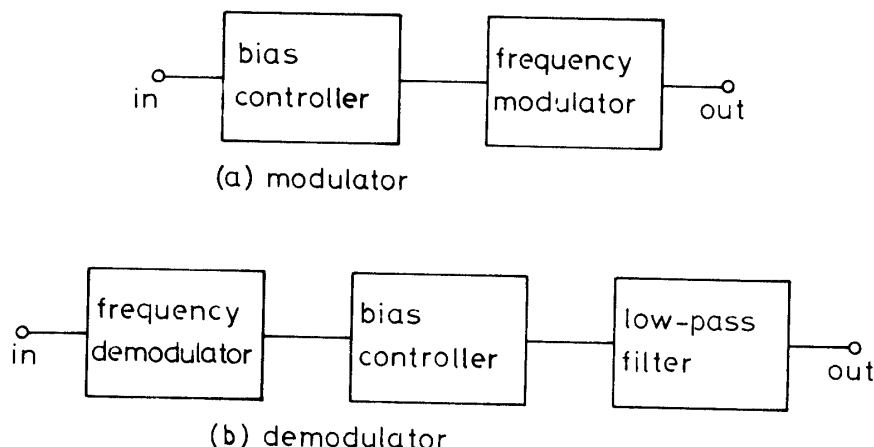 bias
controller
frequency
modulator
in
out
(a) modulator
frequency
demodulator
bias
controller
low-pass
filter
in
out
(b) demodulator